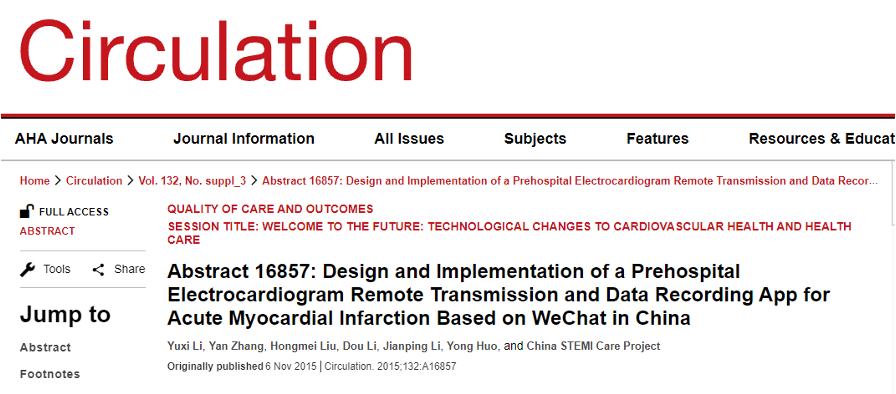 Circulation
AHA Journals Journal Information All Issues Subjects Features Resources & Educat
Home > Circulation > Vol. 132, No. suppl_3 > Abstract 16857: Design and Implementation of a Prehospital Electrocardiogram Remote Transmission and Data Recor...
FULL ACCESS
ABSTRACT
Tools Share
Jump to
Abstract
Footnotes
QUALITY OF CARE AND OUTCOMES
SESSION TITLE: WELCOME TO THE FUTURE: TECHNOLOGICAL CHANGES TO CARDIOVASCULAR HEALTH AND HEALTH
CARE
Abstract 16857: Design and Implementation of a Prehospital
Electrocardiogram Remote Transmission and Data Recording App for
Acute Myocardial Infarction Based on WeChat in China
Yuxi Li, Yan Zhang, Hongmei Liu, Dou Li, Jianping Li, Yong Huo, and China STEMI Care Project
Originally published 6 Nov 2015 | Circulation. 2015;132:A16857